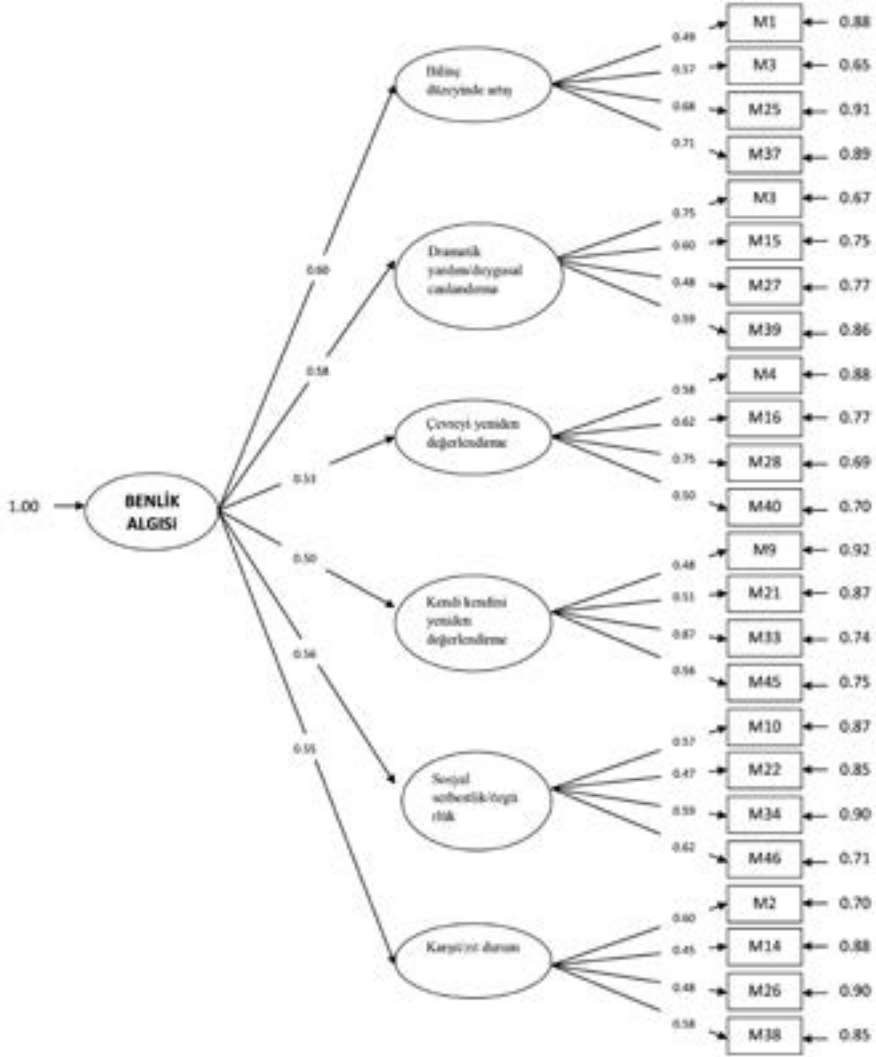 0.49 M1 0.88
0.57 M3 0.65
Bilinç
düzeyinde artış
0.68 M25 0.91
0.71 M37 0.89
0.75 M3 0.67
0.60 M15 0.75
Dramatik
yardım/duygusal
canlandırma
0.48 M27 0.77
0.59 M39 0.86
0.60
0.58
0.58 M4 0.88
0.62 M16 0.77
Çevreyi yeniden
değerlendirme
0.75 M28 0.69
0.50 M40 0.70
0.53
1.00
BENLİK
ALGISI
0.50
0.48 M9 0.92
0.51 M21 0.87
Kendi kendini
yeniden
değerlendirme
0.87 M33 0.74
0.56 M45 0.75
0.56
0.55
0.57 M10 0.87
0.47 M22 0.85
Sosyal
serbestlik/özgü
rlük
0.59 M34 0.90
0.62 M46 0.71
0.60 M2 0.70
0.45 M14 0.88
durum
0.48 M26 0.90
0.58 M38 0.85